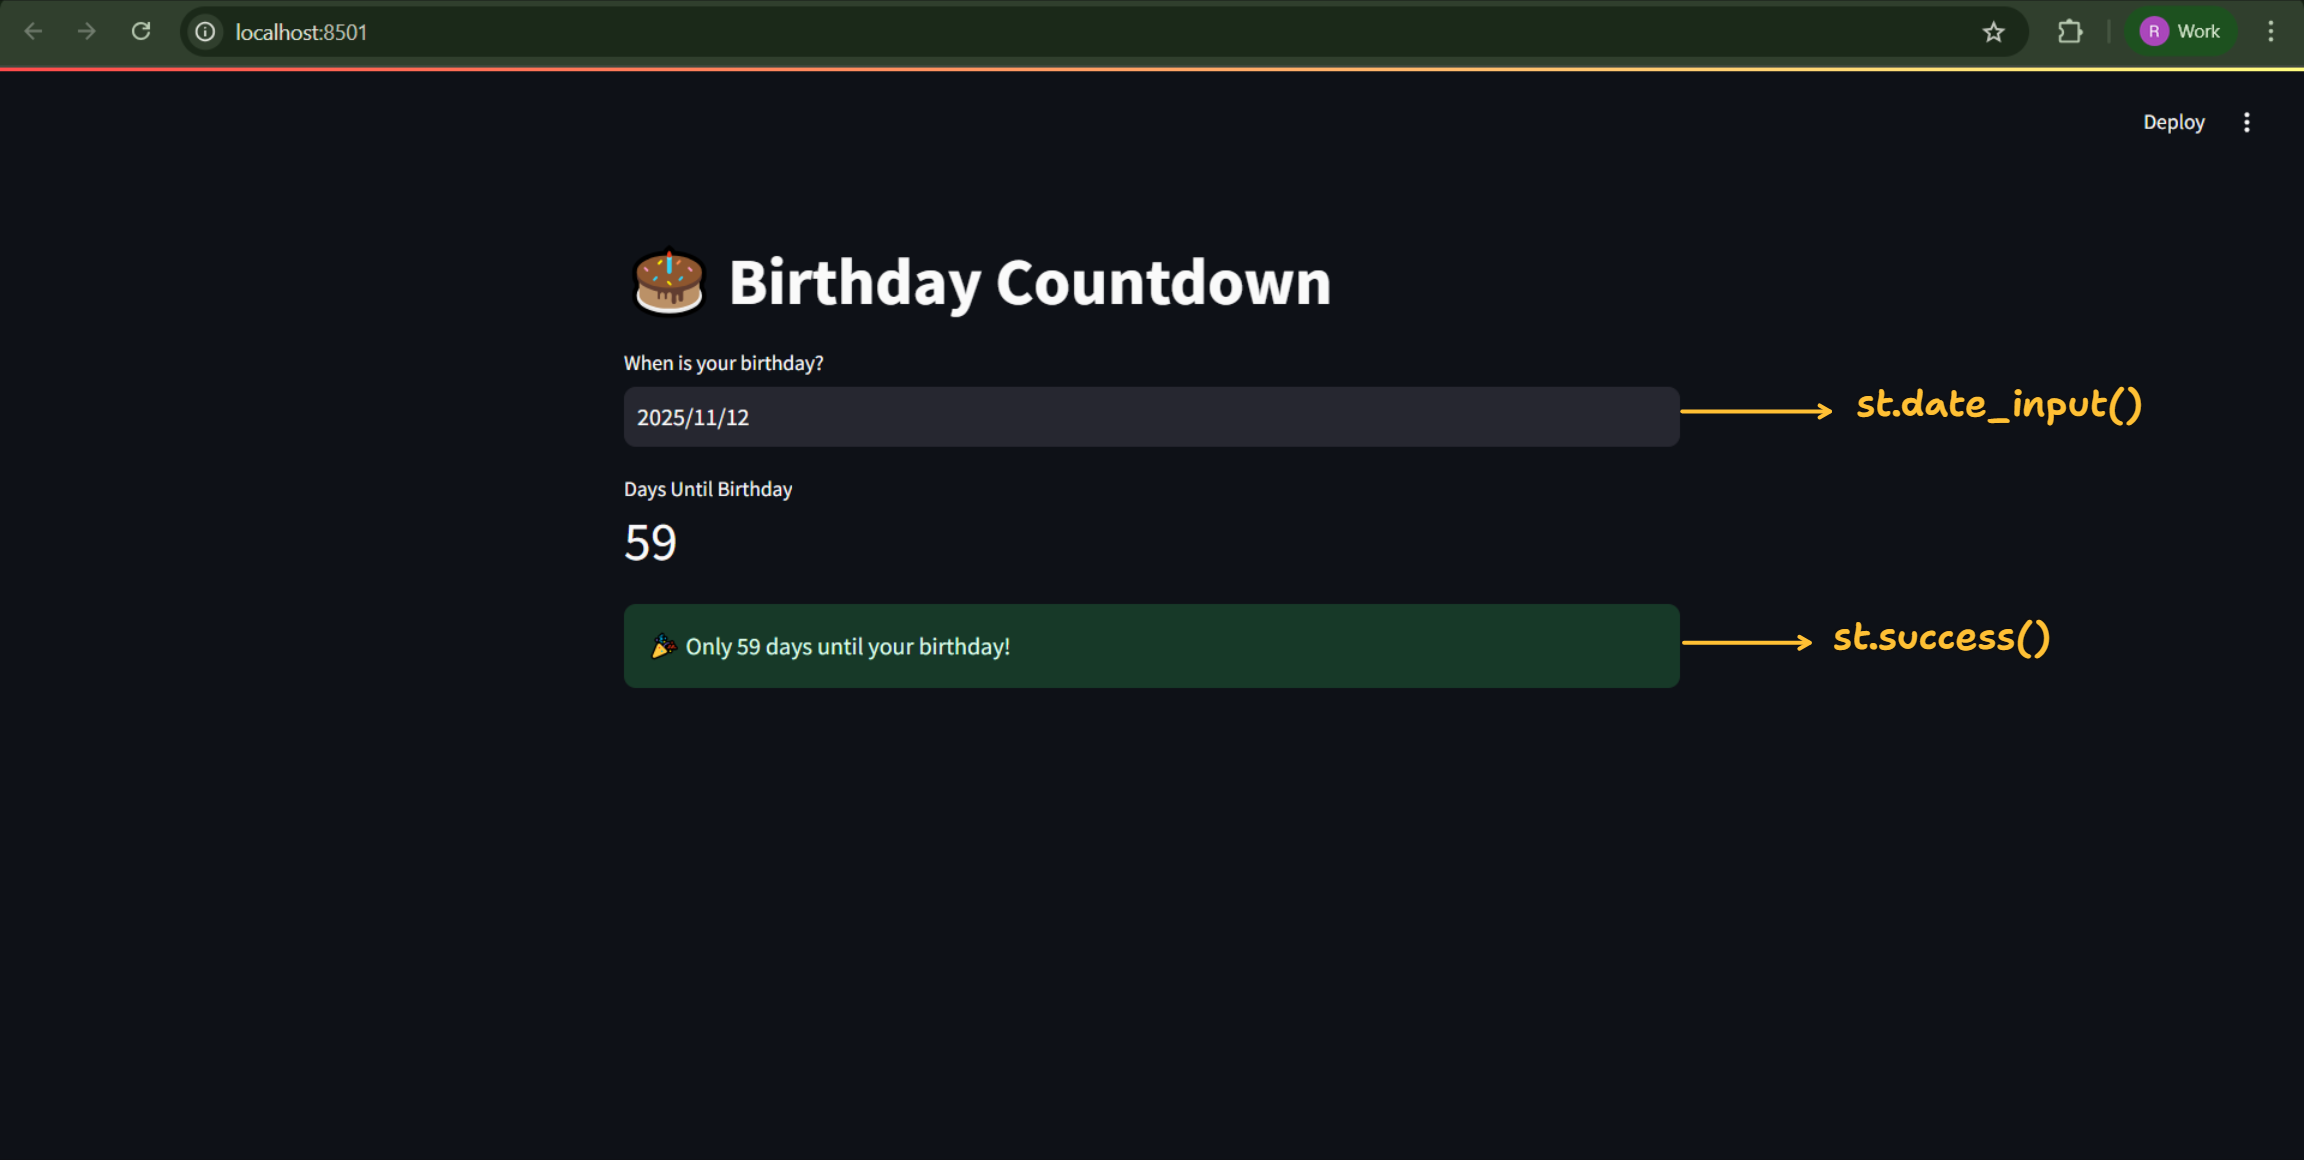 localhost:8501
R Work
Deploy
🎂 Birthday Countdown
When is your birthday?
2025/11/12
st.date_input()
Days Until Birthday
59
🎉 Only 59 days until your birthday!
st.success()